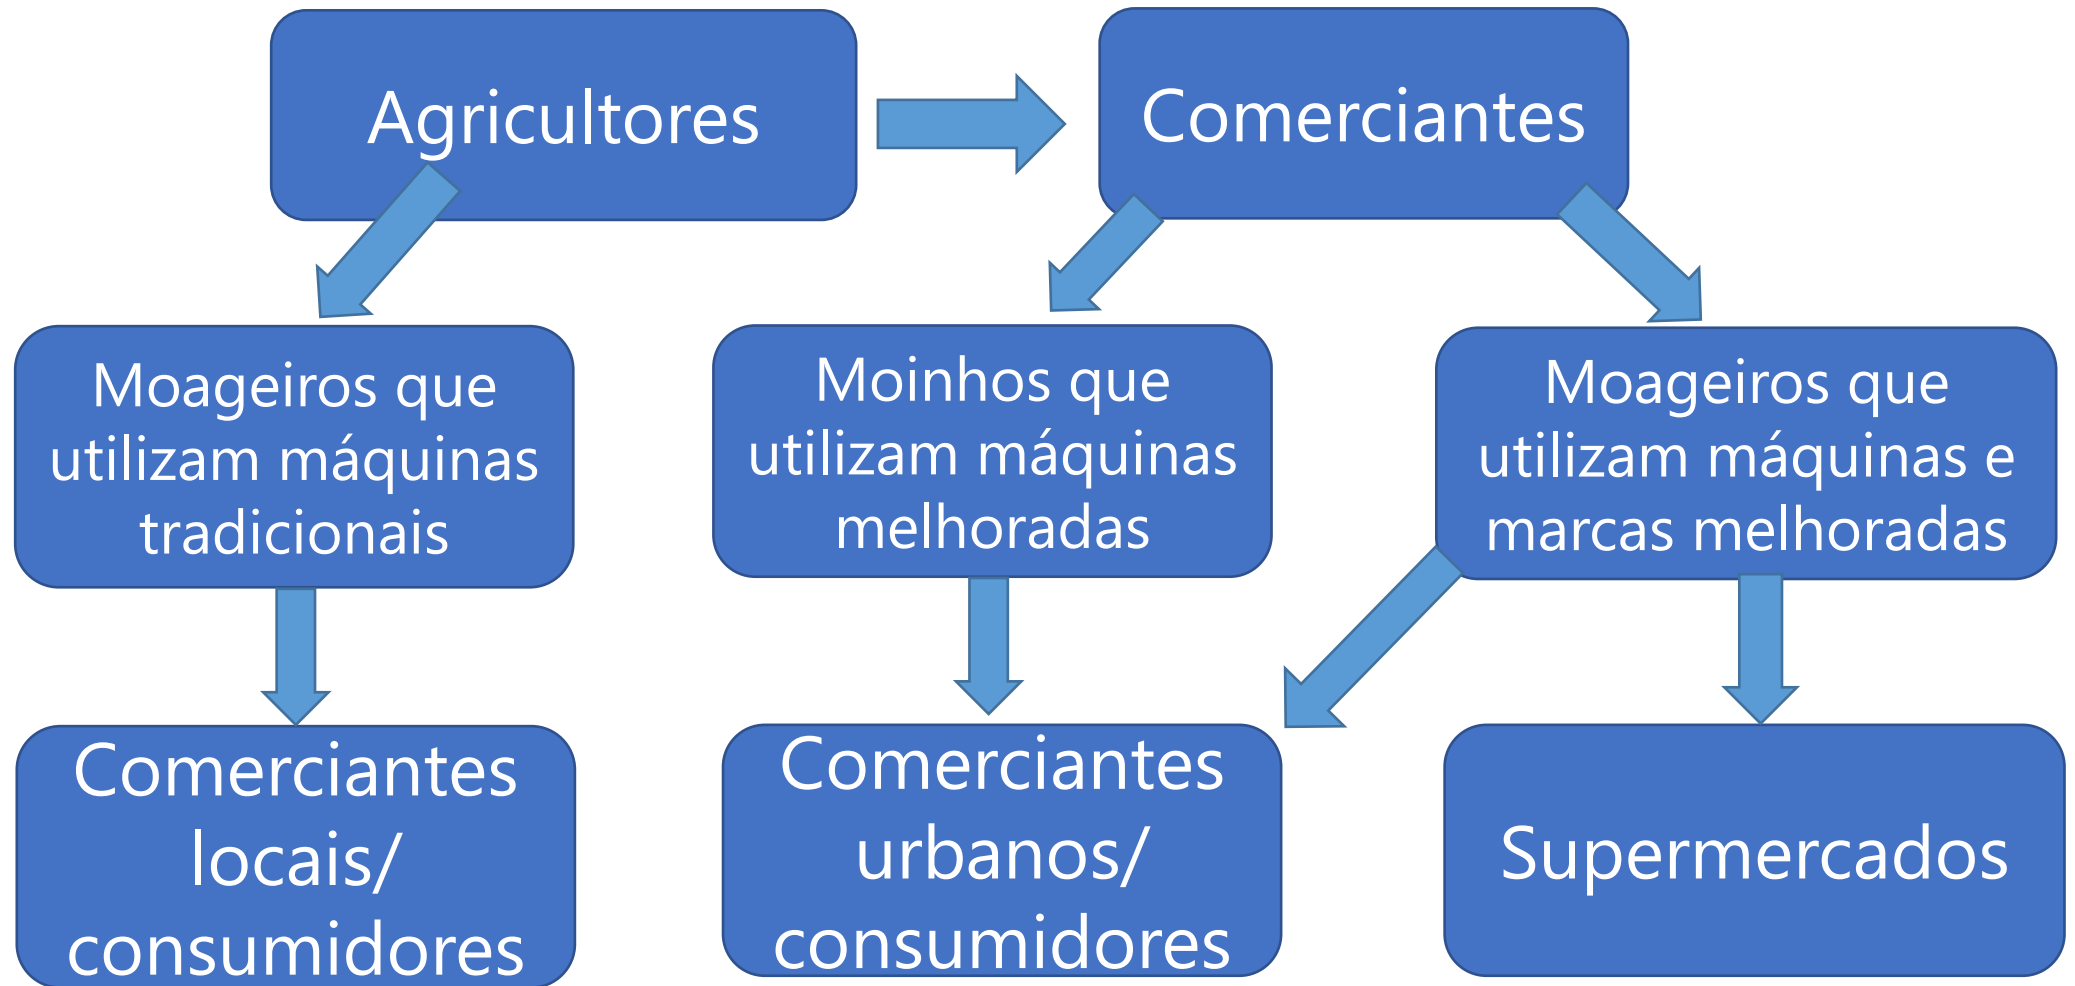 Agricultores
Comerciantes
Moageiros que
utilizam máquinas
tradicionais
Moinhos que
utilizam máquinas
melhoradas
Moageiros que
utilizam máquinas e
marcas melhoradas
Comerciantes
locais/
consumidores
Comerciantes
urbanos/
consumidores
Supermercados